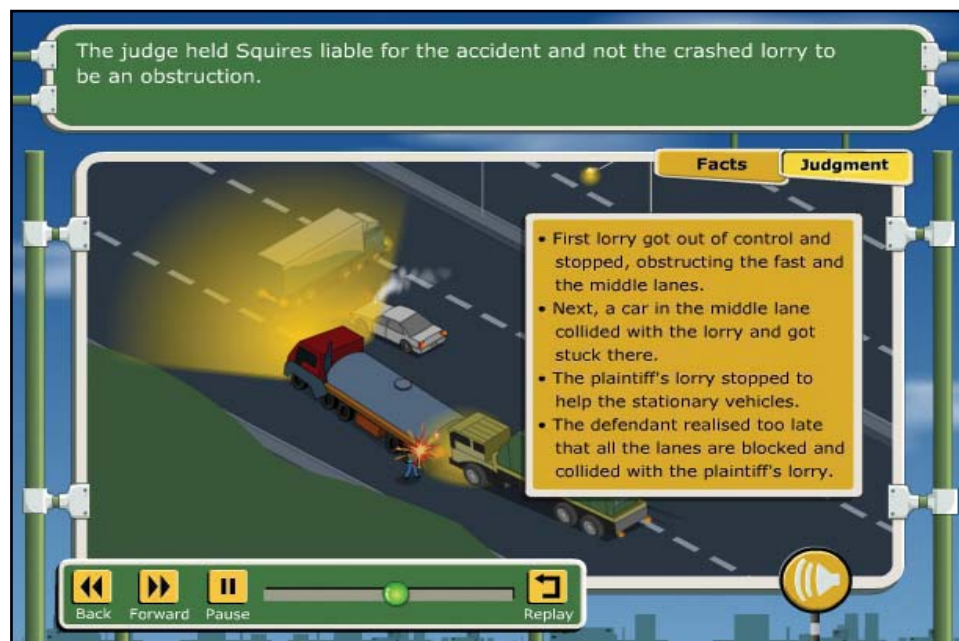 The judge held Squires liable for the accident and not the crashed lorry to
be an obstruction.
Facts
Judgment
• First lorry got out of control and
stopped, obstructing the fast and
the middle lanes.
• Next, a car in the middle lane
collided with the lorry and got
stuck there.
• The plaintiff's lorry stopped to
help the stationary vehicles.
• The defendant realised too late
that all the lanes are blocked and
collided with the plaintiff's lorry.
Back
Forward
Pause
Replay